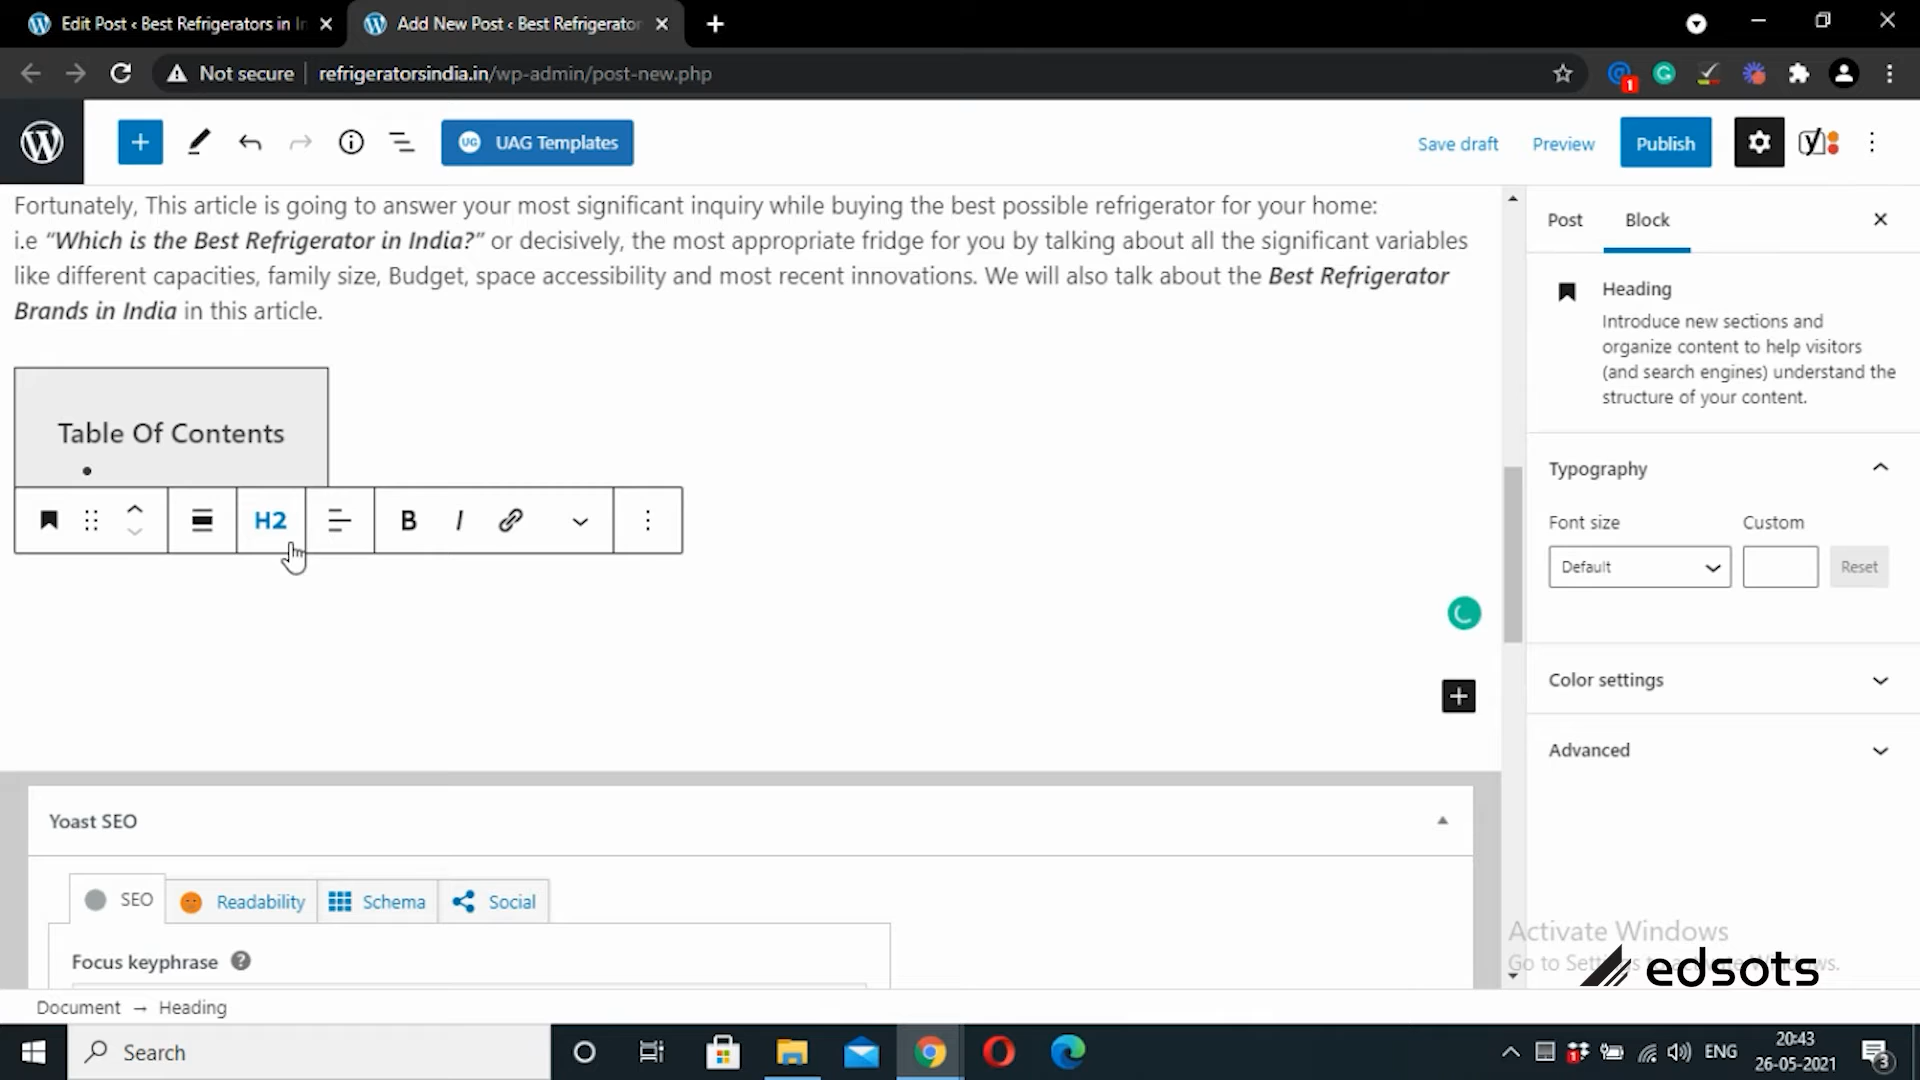 Edit Post ‹ Best Refrigerators in I
Add New Post ‹ Best Refrigerator
Not secure
refrigeratorsindia.in/wp-admin/post-new.php
1
UAG Templates
Save draft
Preview
Publish
Fortunately, This article is going to answer your most significant inquiry while buying the best possible refrigerator for your home:
i.e “Which is the Best Refrigerator in India?” or decisively, the most appropriate fridge for you by talking about all the significant variables
like different capacities, family size, Budget, space accessibility and most recent innovations. We will also talk about the Best Refrigerator
Brands in India in this article.
Table Of Contents
H2
B I
Post
Block
Heading
Introduce new sections and
organize content to help visitors
(and search engines) understand the
structure of your content.
Typography
Font size
Custom
Default
Reset
Color settings
Advanced
Yoast SEO
SEO
Readability
Schema
Social
Focus keyphrase
Activate Windows
edsots
Document → Heading
Search
ENG
20:43
26-05-2021
3